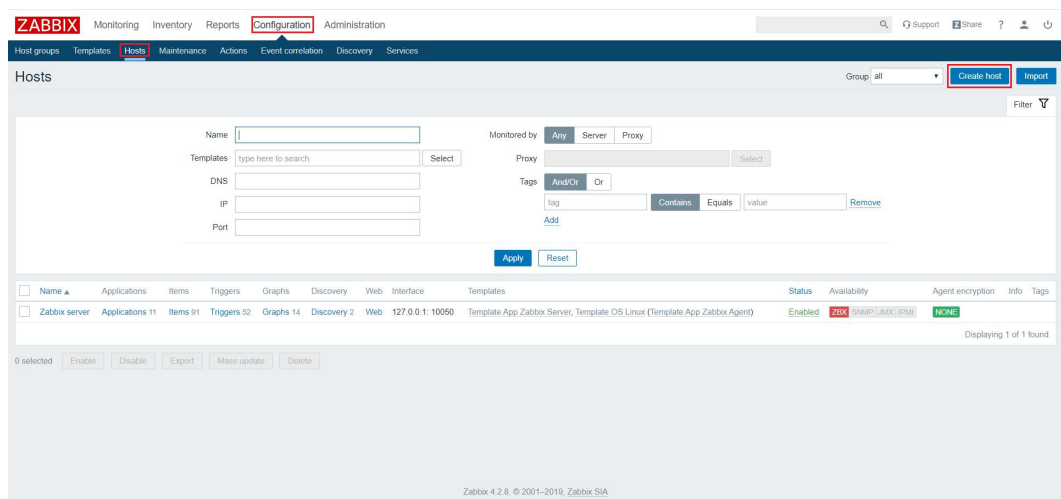 ZABBIX Monitoring Inventory Reports Configuration Administration Support Z Share ?
Host groups Templates Hosts Maintenance Actions Event correlation Discovery Services
Hosts Group all Create host Import
Filter
Name Monitored by Any Server Proxy
Templates type here to search Select Proxy Select
DNS Tags And/Or Or
IP tag Contains Equals value Remove
Port Add
Apply Reset
Name Applications Items Triggers Graphs Discovery Web Interface Templates Status Availability Agent encryption Info Tags
Zabbix server Applications 11 Items 91 Triggers 52 Graphs 14 Discovery 2 Web 127.0.0.1: 10050 Template App Zabbix Server, Template OS Linux (Template App Zabbix Agent) Enabled ZBX SNMP JMX IPMI NONE
Displaying 1 of 1 found
0 selected Enable Disable Export Mass update Delete
Zabbix 4.2.8. © 2001–2019, Zabbix SIA